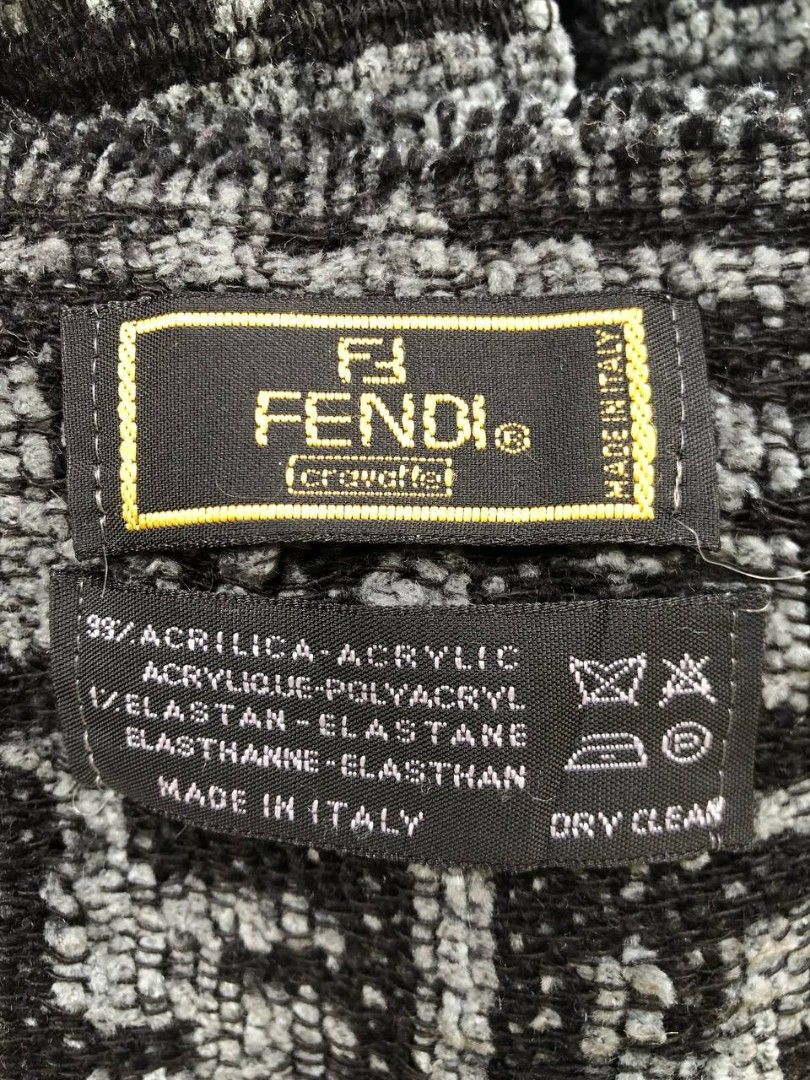 FF
FENDI®
cravatte
MADE IN ITALY
99% ACRILICA-ACRYLIC
ACRYLIQUE-POLYACRYL
1% ELASTAN-ELASTANE
ELASTHANNE-ELASTHAN
MADE IN ITALY
P
DRY CLEAN